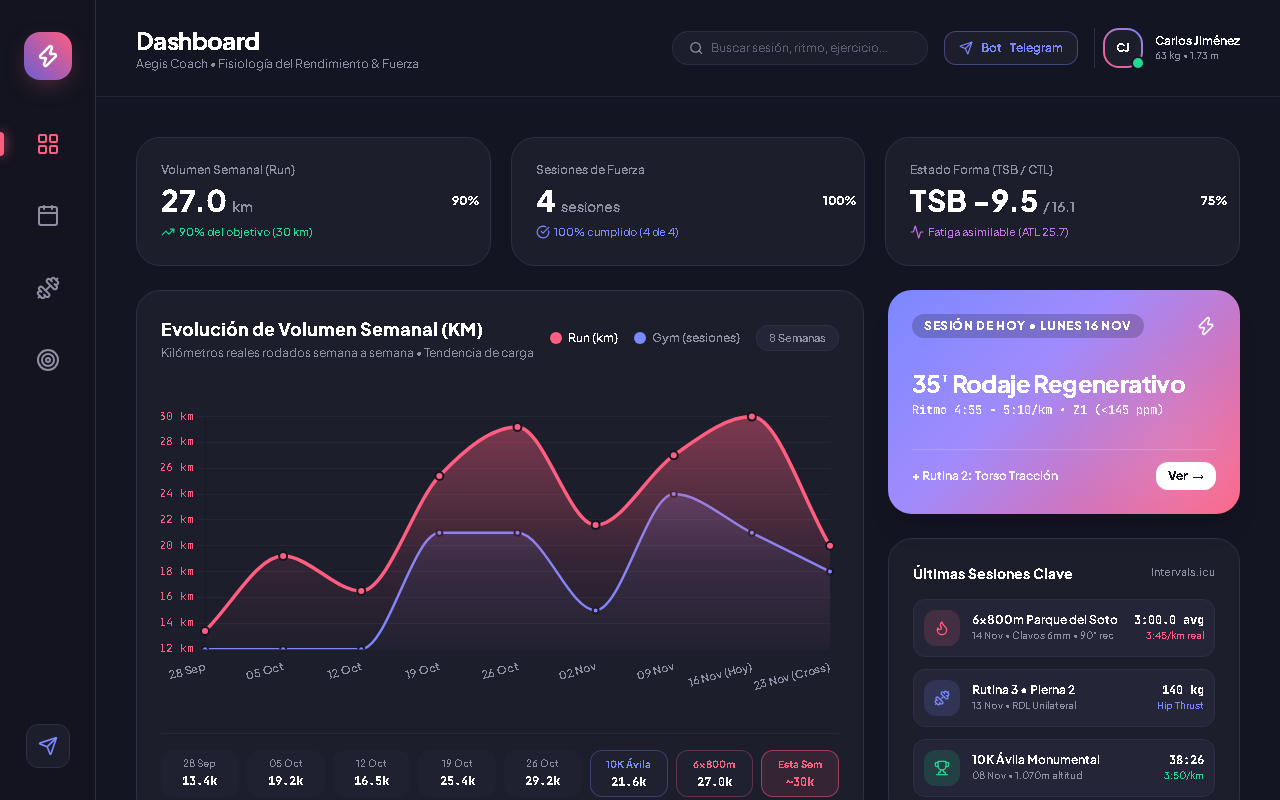 Dashboard
Aegis Coach • Fisiología del Rendimiento & Fuerza
Buscar sesión, ritmo, ejercicio...
Bot Telegram
CJ
Carlos Jiménez
63 kg • 1.73 m
Volumen Semanal (Run)
27.0 km
90% del objetivo (30 km)
90%
Sesiones de Fuerza
4 sesiones
100% cumplido (4 de 4)
100%
Estado Forma (TSB / CTL)
TSB -9.5 / 16.1
Fatiga asimilable (ATL 25.7)
75%
Evolución de Volumen Semanal (KM)
Kilómetros reales rodados semana a semana • Tendencia de carga
Run (km)
Gym (sesiones)
8 Semanas
30 km
28 km
26 km
24 km
22 km
20 km
18 km
16 km
14 km
12 km
28 Sep
05 Oct
12 Oct
19 Oct
26 Oct
02 Nov
09 Nov
16 Nov (Hoy)
23 Nov (Cross)
28 Sep
13.4k
05 Oct
19.2k
12 Oct
16.5k
19 Oct
25.4k
26 Oct
29.2k
10K Ávila
21.6k
6x800m
27.0k
Esta Sem
~30k
SESIÓN DE HOY • LUNES 16 NOV
35' Rodaje Regenerativo
Ritmo 4:55 - 5:10/km • Z1 (<145 ppm)
+ Rutina 2: Torso Tracción
Ver →
Últimas Sesiones Clave
Intervals.icu
6x800m Parque del Soto
14 Nov • Clavos 6mm • 90" rec
3:00.0 avg
3:45/km real
Rutina 3 • Pierna 2
13 Nov • RDL Unilateral
140 kg
Hip Thrust
10K Ávila Monumental
08 Nov • 1.070m altitud
38:26
3:50/km